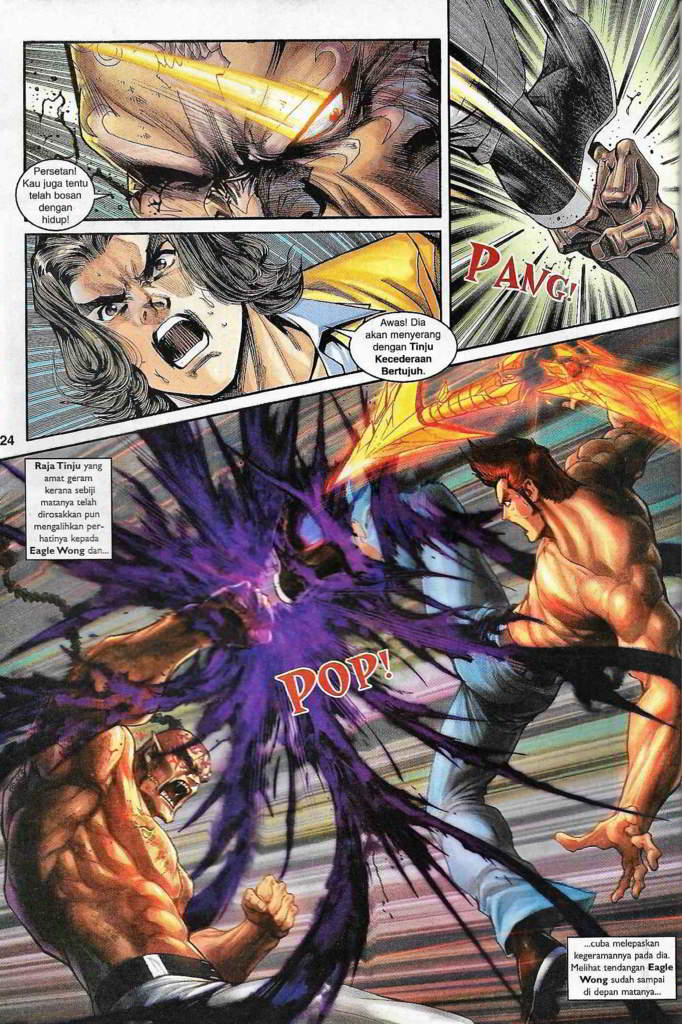 Persetan!
Kau juga tentu
telah bosan
dengan
hidup!
PANG!
Awas! Dia
akan menyerang
dengan Tinju
Kecederaan
Bertujuh.
24
Raja Tinju yang
amat geram
kerana sebiji
matanya telah
dirosakkan pun
mengalihkan per-
hatinya kepada
Eagle Wong dan...
POP!
...cuba melepaskan
kegeramannya pada dia.
Melihat tendangan Eagle
Wong sudah sampai
di depan matanya...